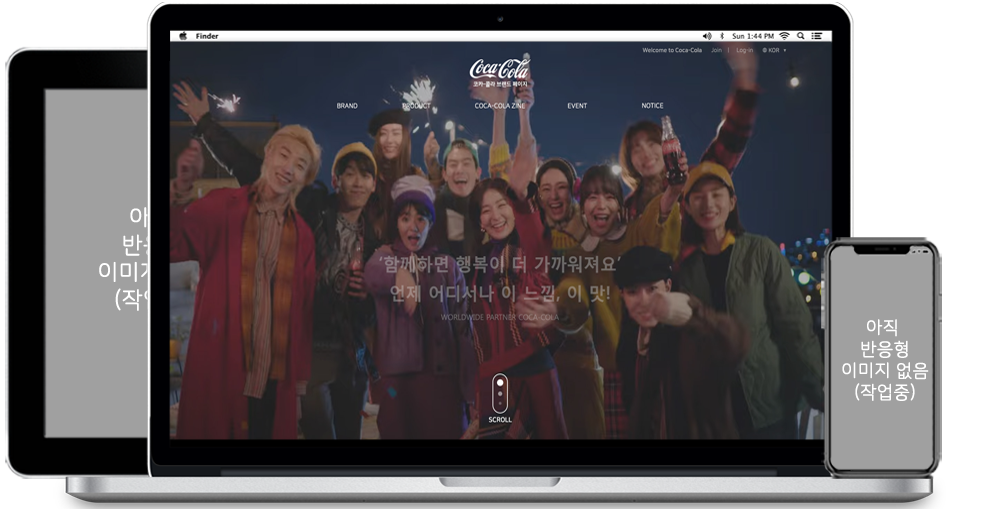 Finder
Sun 1:44 PM
Welcome to Coca-Cola Join | Log-in KOR
Coca-Cola
코카-콜라 브랜드 페이지
BRAND PRODUCT COCA-COLA ZINE EVENT NOTICE
'함께하면 행복이 더 가까워져요'
언제 어디서나 이 느낌, 이 맛!
WORLDWIDE PARTNER COCA-COLA
SCROLL
아
반
이미지
(작
아직
반응형
이미지 없음
(작업중)